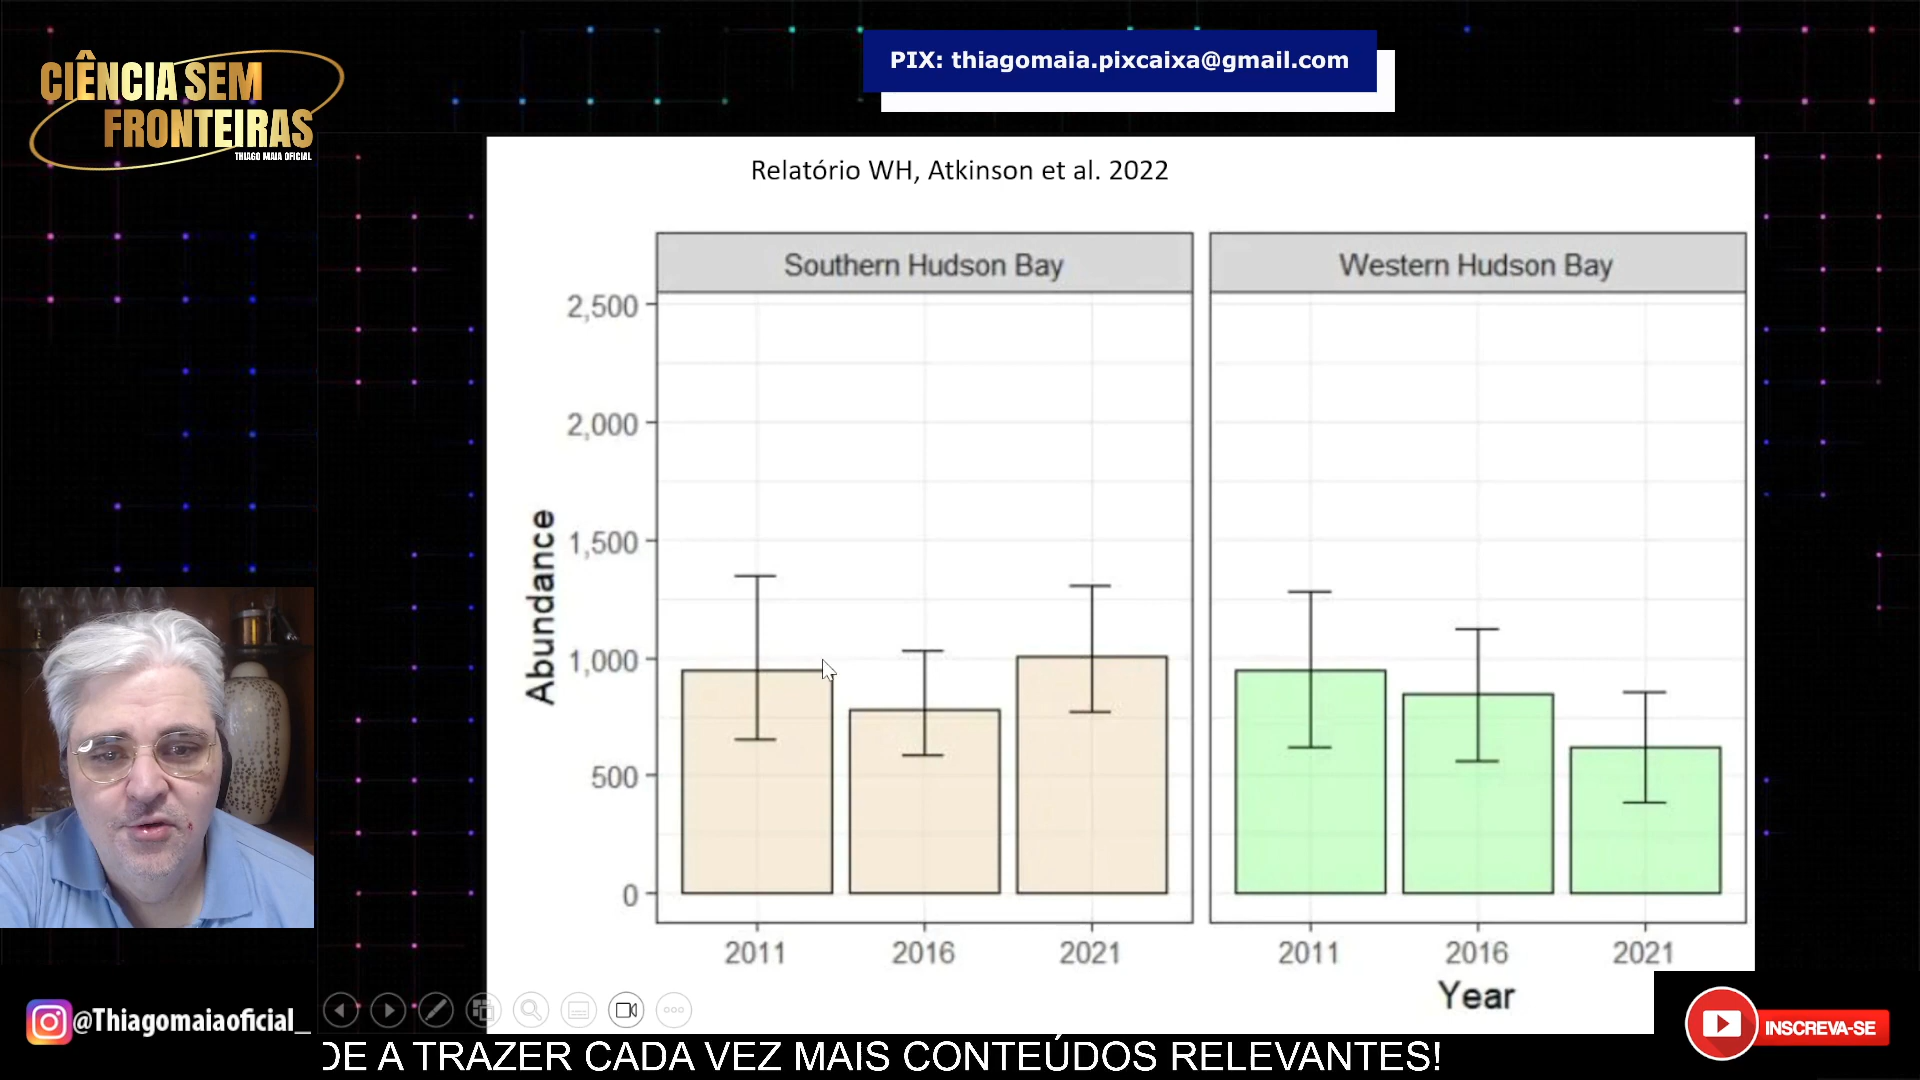 CIÊNCIA SEM
FRONTEIRAS
THIAGO MAIA OFICIAL
PIX: thiagomaia.pixcaixa@gmail.com
Relatório WH, Atkinson et al. 2022
Southern Hudson Bay
Western Hudson Bay
Abundance
2,500
2,000
1,500
1,000
500
0
2011 2016 2021
2011 2016 2021
Year
@Thiagomaiaoficial_
INSCREVA-SE
DE A TRAZER CADA VEZ MAIS CONTEÚDOS RELEVANTES!